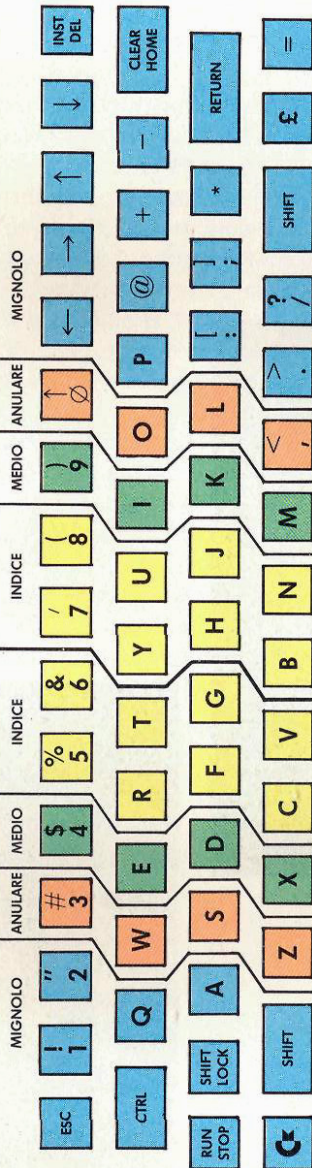 MIGNOLO ANULARE MEDIO INDICE INDICE MEDIO ANULARE MIGNOLO
ESC ! 1 " 2 # 3 $ 4 % 5 & 6 ' 7 ( 8 ) 9 ↑ Ø ← → ↑ ↓ INST DEL
CTRL Q W E R T Y U I O P @ + − CLEAR HOME
RUN STOP SHIFT LOCK A S D F G H J K L [ : ] ; * RETURN
C= SHIFT Z X C V B N M < , > . ? / SHIFT £ =